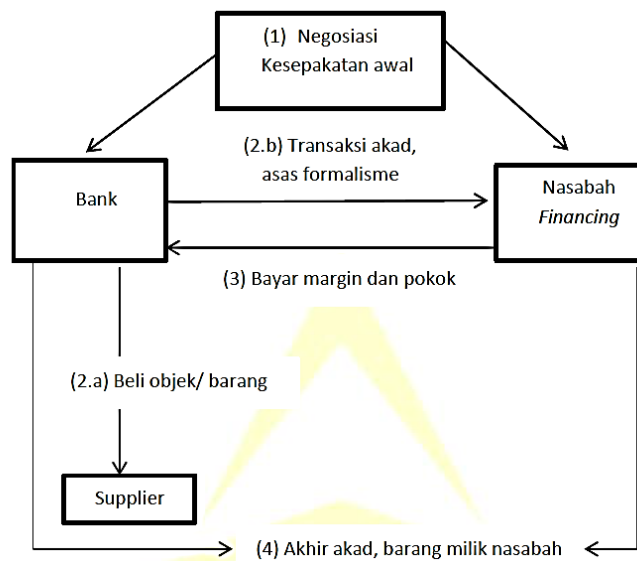 (1) Negosiasi
Kesepakatan awal
(2.b) Transaksi akad,
asas formalisme
Bank
Nasabah
Financing
(3) Bayar margin dan pokok
(2.a) Beli objek/ barang
Supplier
(4) Akhir akad, barang milik nasabah